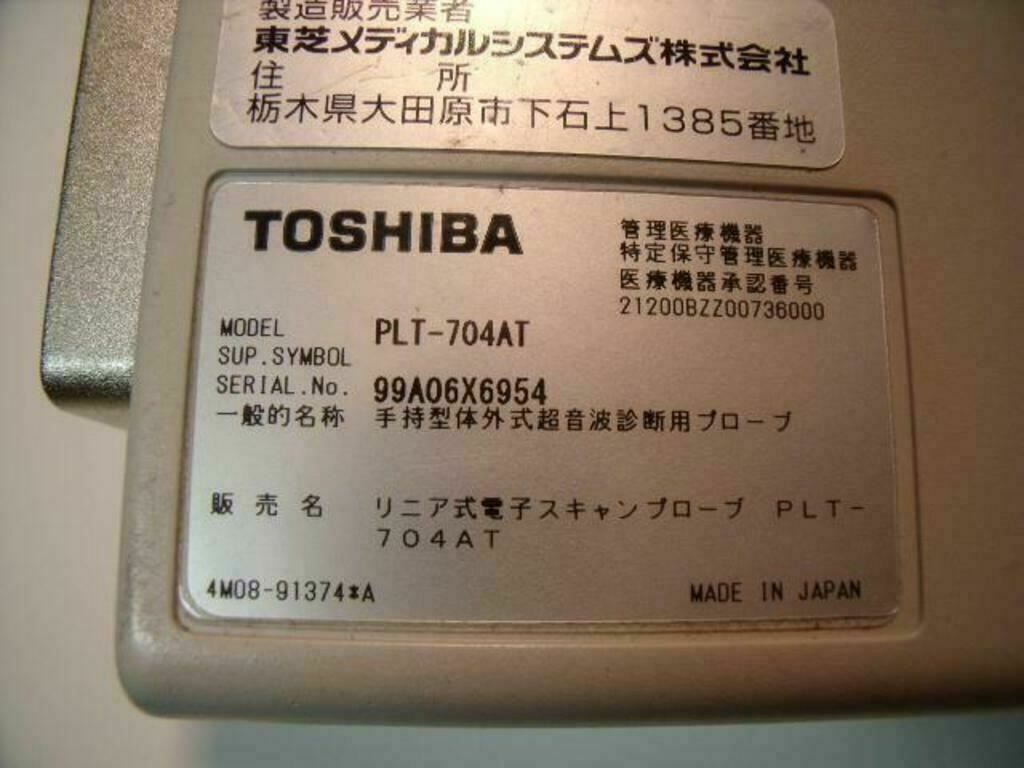 製造販売業者
東芝メディカルシステムズ株式会社
住 所
栃木県大田原市下石上1385番地
TOSHIBA
管理医療機器
特定保守管理医療機器
医療機器承認番号
21200BZZ00736000
MODEL PLT-704AT
SUP.SYMBOL
SERIAL.No. 99A06X6954
一般的名称 手持型体外式超音波診断用プローブ
販売名 リニア式電子スキャンプローブ PLT-
704AT
4M08-91374*A MADE IN JAPAN